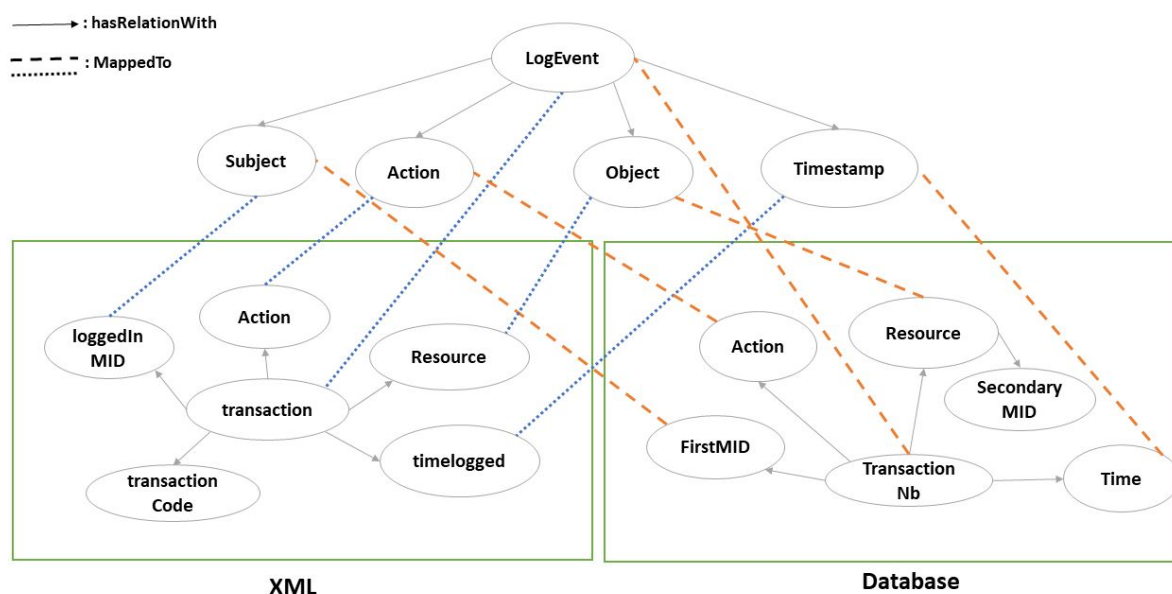 : hasRelationWith
: MappedTo
LogEvent
Subject
Action
Object
Timestamp
loggedIn
MID
Action
Resource
transaction
timelogged
transaction
Code
XML
Action
Resource
Secondary
MID
FirstMID
Transaction
Nb
Time
Database